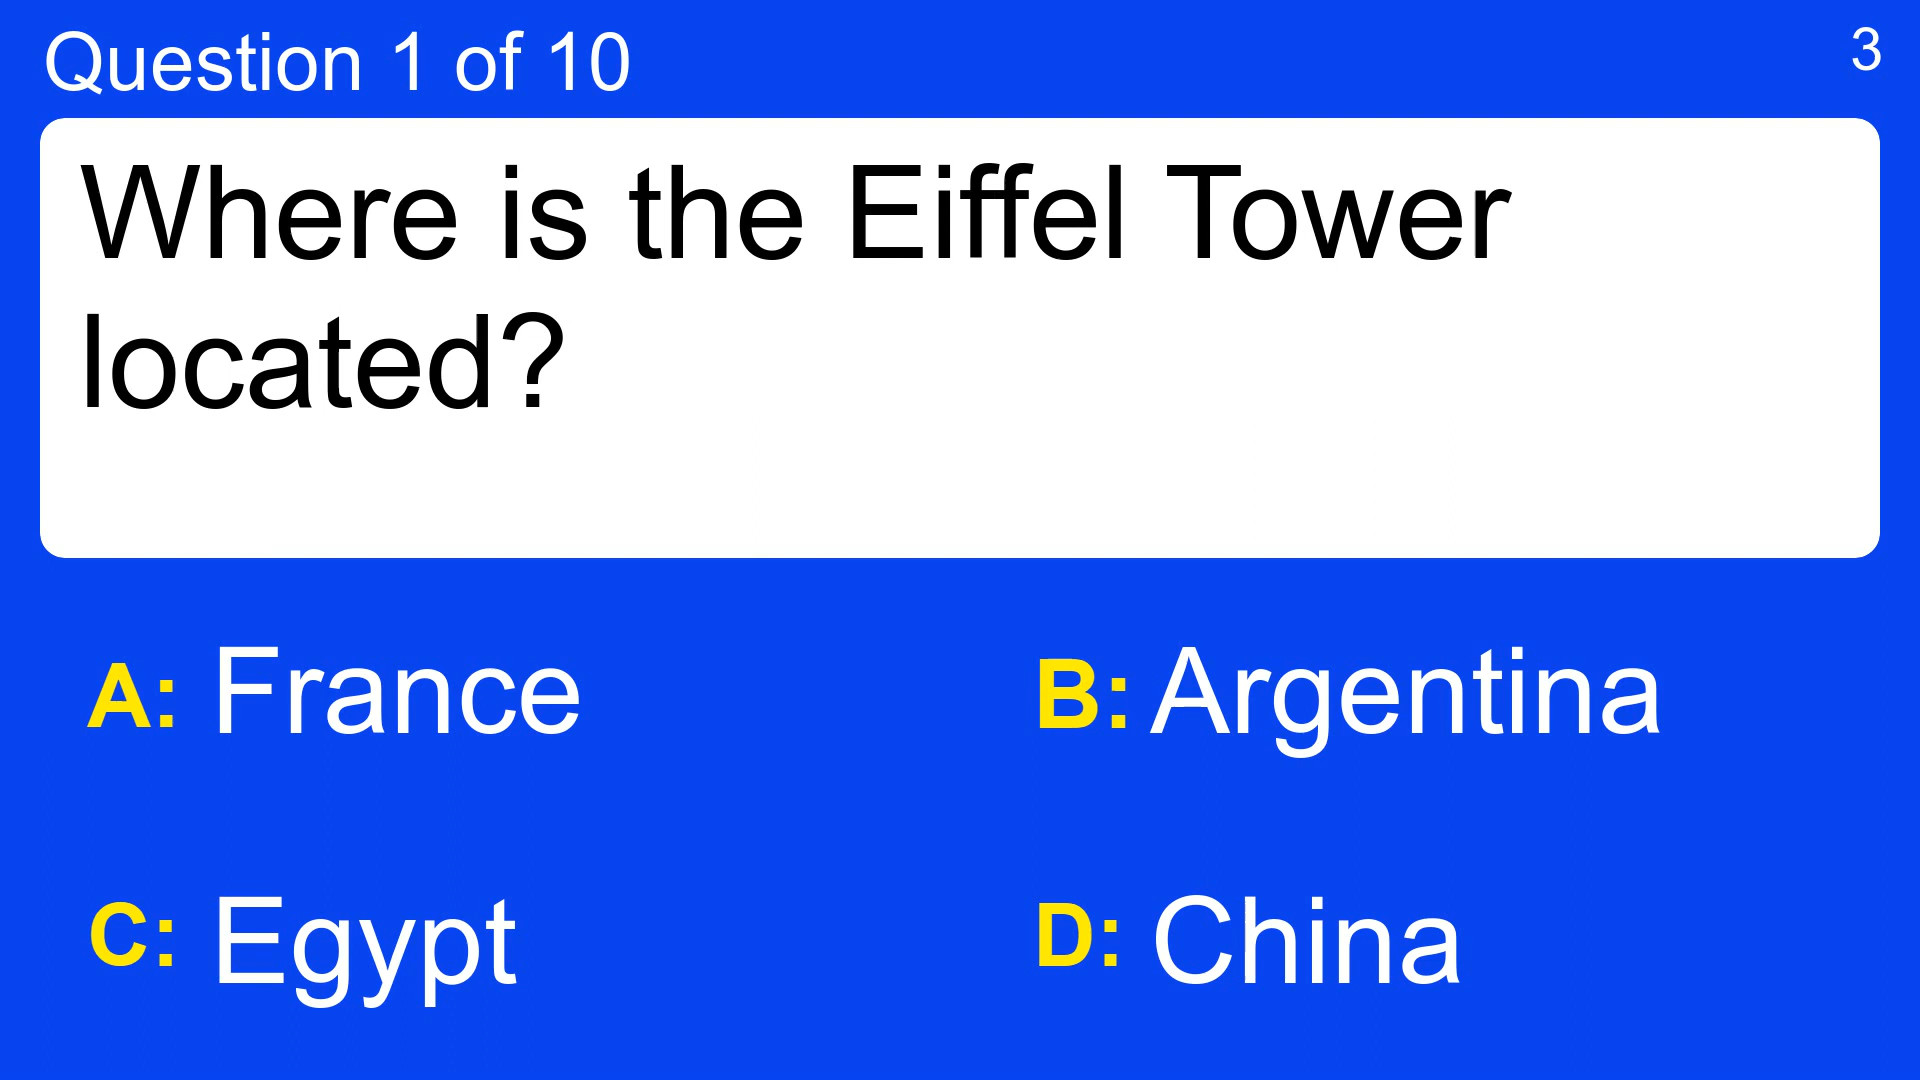 Question 1 of 10
3
Where is the Eiffel Tower
located?
A: France
B: Argentina
C: Egypt
D: China